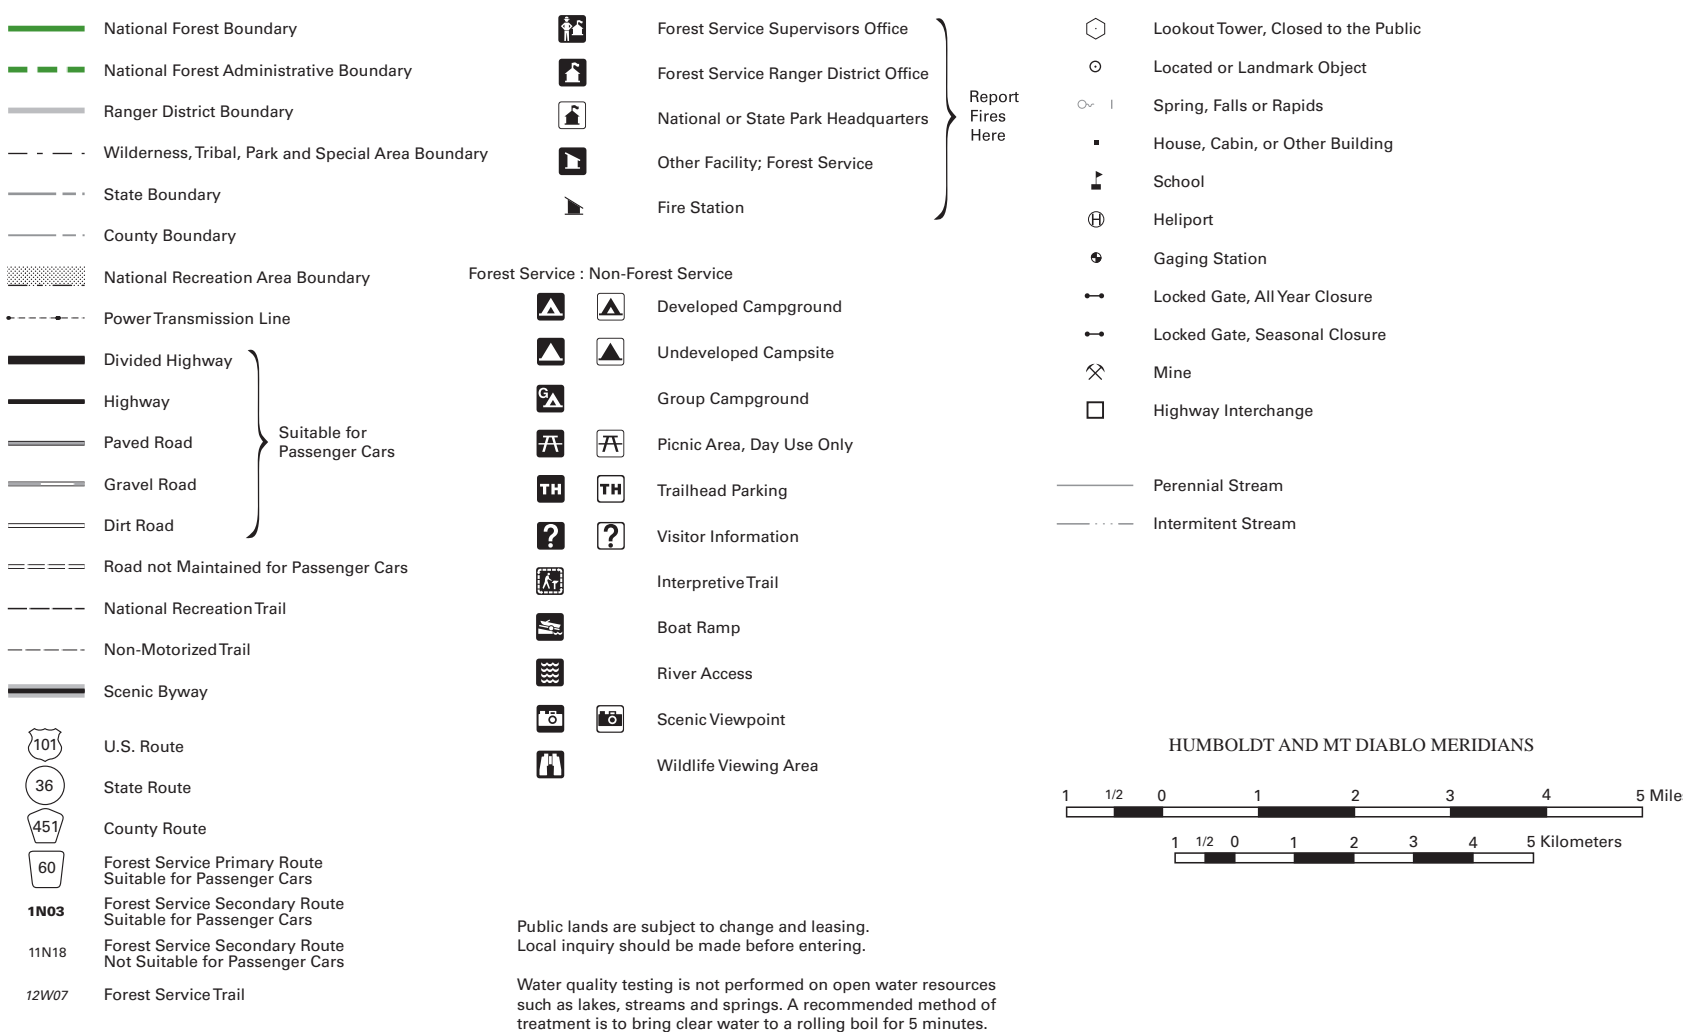 National Forest Boundary
National Forest Administrative Boundary
Ranger District Boundary
Wilderness, Tribal, Park and Special Area Boundary
State Boundary
County Boundary
National Recreation Area Boundary
Power Transmission Line
Divided Highway
Highway
Paved Road
Gravel Road
Dirt Road
Suitable for
Passenger Cars
Road not Maintained for Passenger Cars
National Recreation Trail
Non-Motorized Trail
Scenic Byway
101 U.S. Route
36 State Route
451 County Route
60 Forest Service Primary Route
Suitable for Passenger Cars
1N03 Forest Service Secondary Route
Suitable for Passenger Cars
11N18 Forest Service Secondary Route
Not Suitable for Passenger Cars
12W07 Forest Service Trail
Forest Service Supervisors Office
Forest Service Ranger District Office
National or State Park Headquarters
Other Facility; Forest Service
Fire Station
Report
Fires
Here
Forest Service : Non-Forest Service
Developed Campground
Undeveloped Campsite
G Group Campground
Picnic Area, Day Use Only
TH TH Trailhead Parking
? ? Visitor Information
Interpretive Trail
Boat Ramp
River Access
Scenic Viewpoint
Wildlife Viewing Area
Public lands are subject to change and leasing.
Local inquiry should be made before entering.
Water quality testing is not performed on open water resources
such as lakes, streams and springs. A recommended method of
treatment is to bring clear water to a rolling boil for 5 minutes.
Lookout Tower, Closed to the Public
Located or Landmark Object
Spring, Falls or Rapids
House, Cabin, or Other Building
School
H Heliport
Gaging Station
Locked Gate, All Year Closure
Locked Gate, Seasonal Closure
Mine
Highway Interchange
Perennial Stream
Intermitent Stream
HUMBOLDT AND MT DIABLO MERIDIANS
1 1/2 0 1 2 3 4 5 Miles
1 1/2 0 1 2 3 4 5 Kilometers